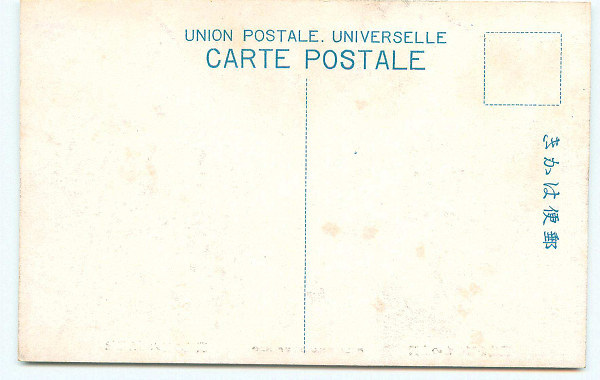 UNION POSTALE. UNIVERSELLE
CARTE POSTALE
郵便はかき